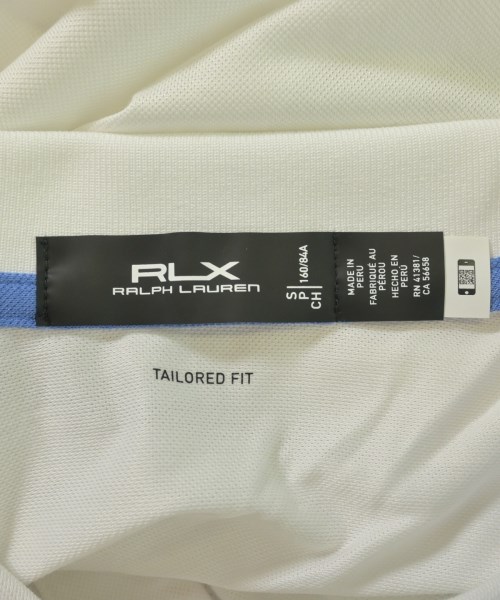 RLX
RALPH LAUREN
S
P
CH
160/84A
MADE IN
PERU
FABRIQUÉ AU
PÉROU
HECHO EN
PERÚ
RN 41381/
CA 56658
TAILORED FIT